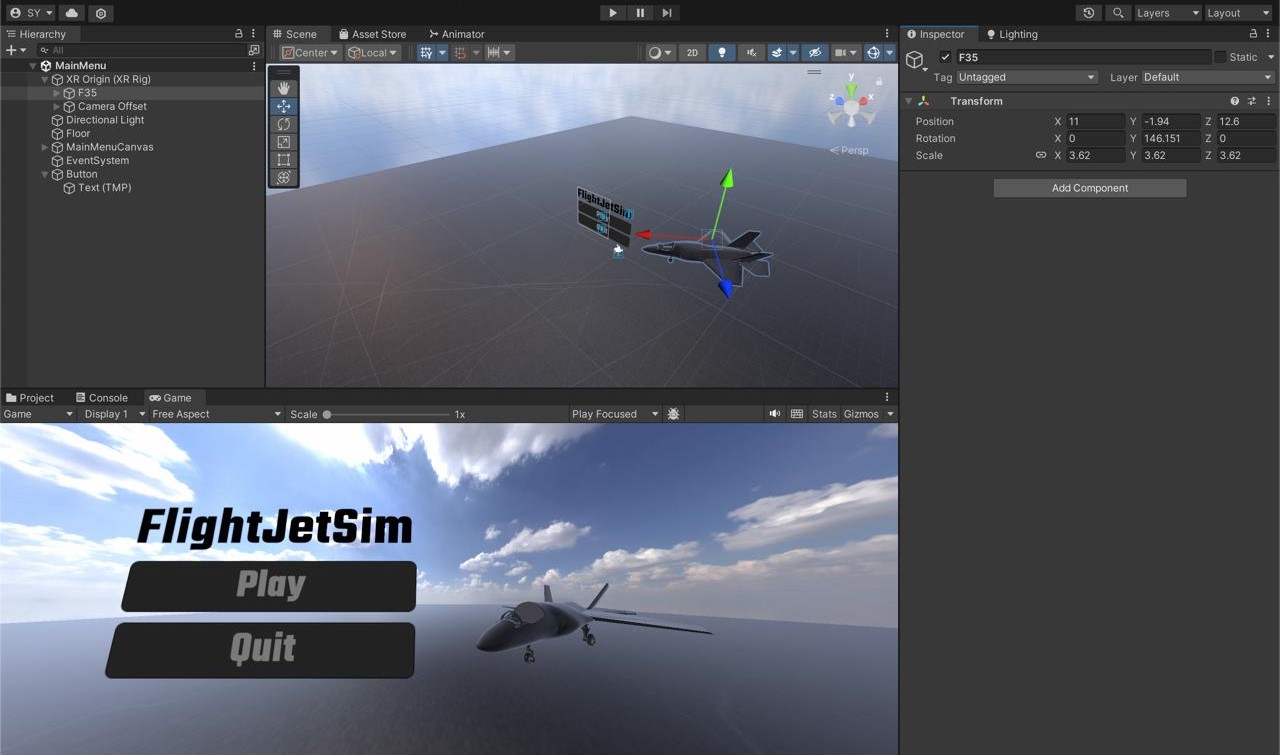 SY
Layers
Layout
Hierarchy
All
MainMenu
XR Origin (XR Rig)
F35
Camera Offset
Directional Light
Floor
MainMenuCanvas
EventSystem
Button
Text (TMP)
Scene
Asset Store
Animator
Center
Local
2D
y
z
x
Persp
FlightJetSim
Play
Quit
Inspector
Lighting
F35
Static
Tag Untagged
Layer Default
Transform
Position X 11 Y -1.94 Z 12.6
Rotation X 0 Y 146.151 Z 0
Scale X 3.62 Y 3.62 Z 3.62
Add Component
Project
Console
Game
Game
Display 1
Free Aspect
Scale
1x
Play Focused
Stats
Gizmos
FlightJetSim
Play
Quit